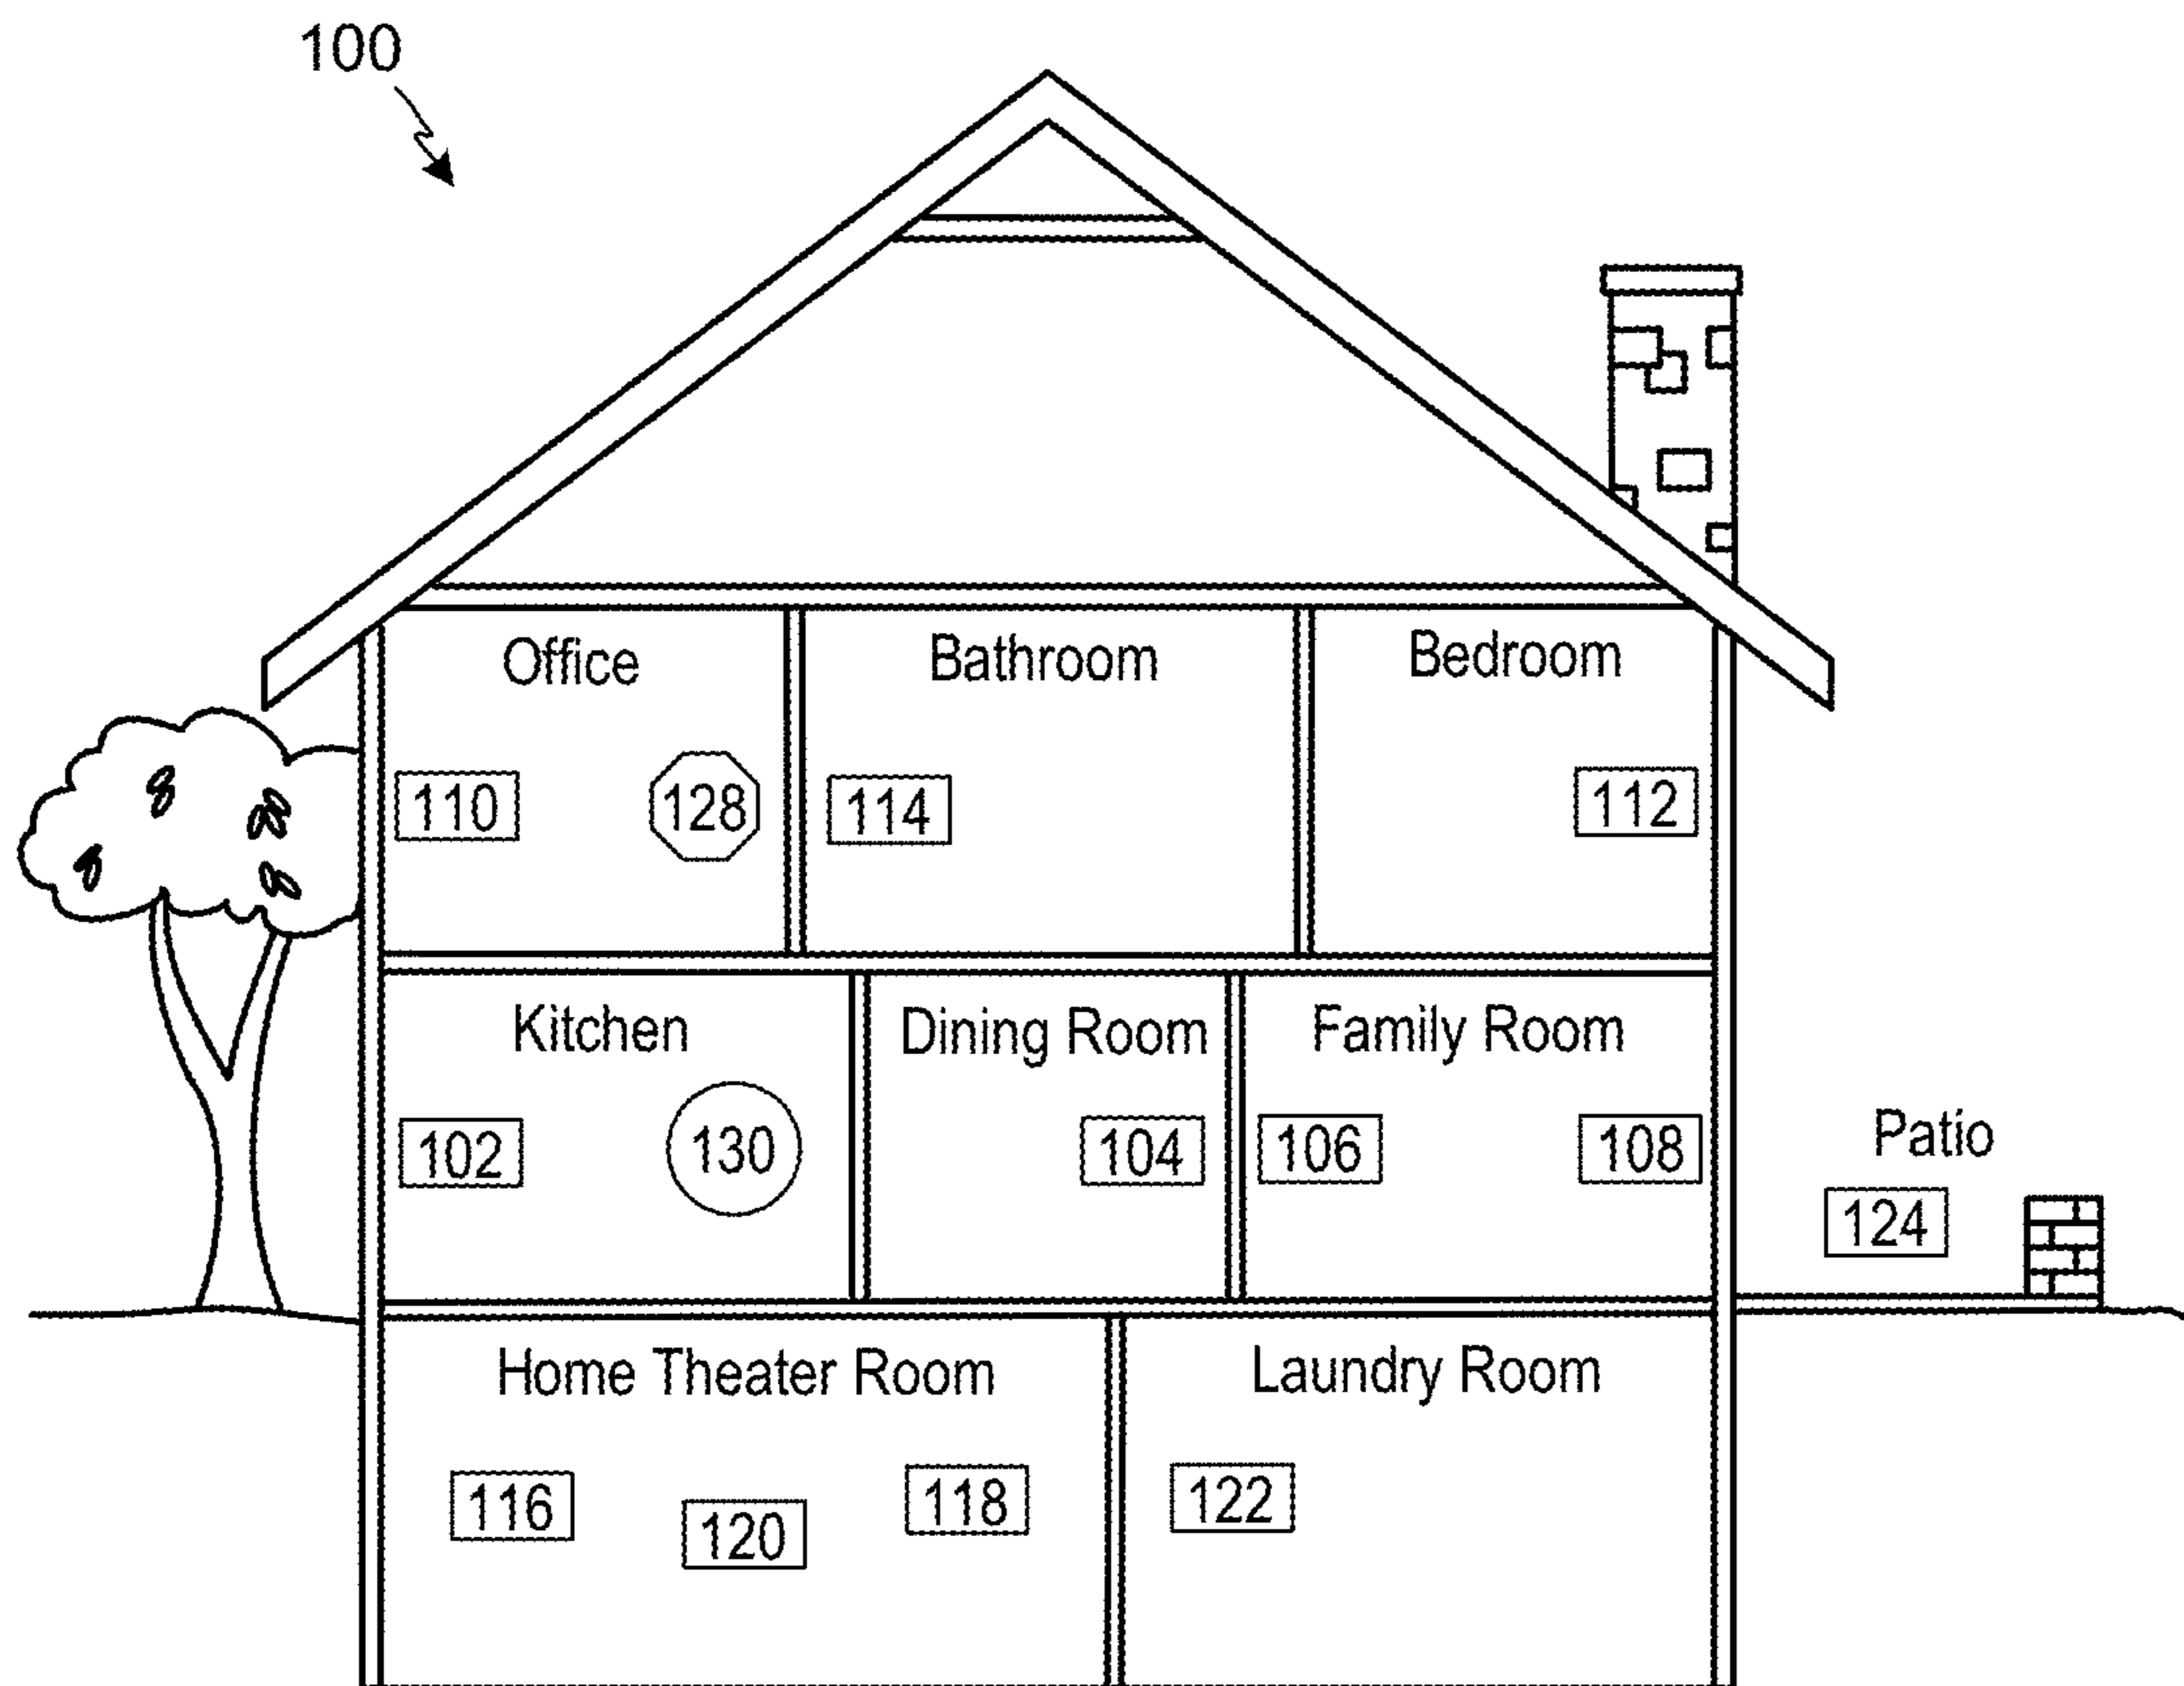 100
Office
Bathroom
Bedroom
110
128
114
112
Kitchen
Dining Room
Family Room
102
130
104
106
108
Patio
124
Home Theater Room
Laundry Room
116
120
118
122